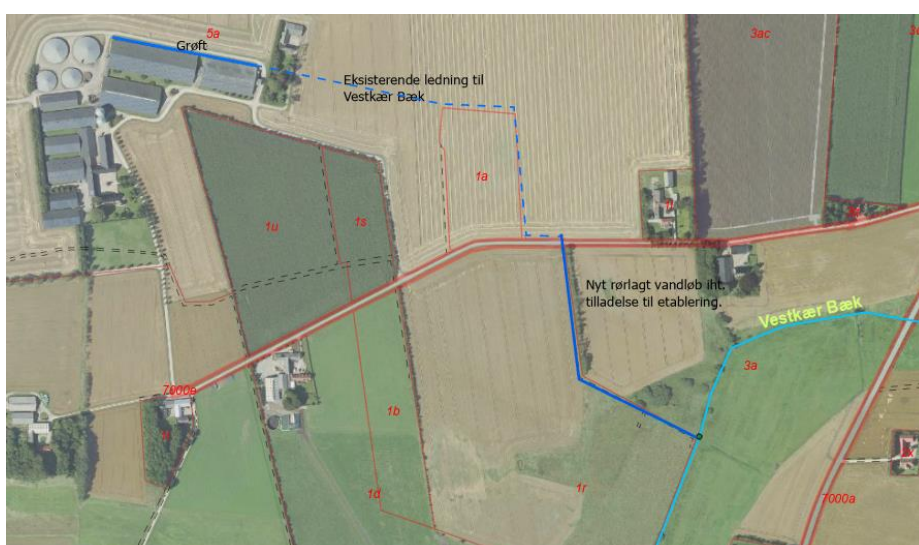 5a
3ac
Grøft
Eksisterende ledning til
Vestkær Bæk
1a
1u
1s
Nyt rørlagt vandløb iht.
tilladelse til etablering.
Vestkær Bæk
3a
7000a
1b
1r
1d
7000a